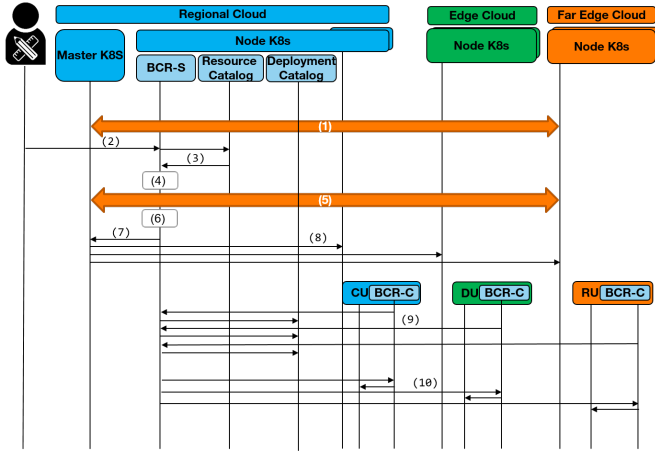 Regional Cloud
Edge Cloud
Far Edge Cloud
Master K8S
Node K8s
Node K8s
Node K8s
BCR-S
Resource
Catalog
Deployment
Catalog
(1)
(2)
(3)
(4)
(5)
(6)
(7)
(8)
CU
BCR-C
DU
BCR-C
RU
BCR-C
(9)
(10)